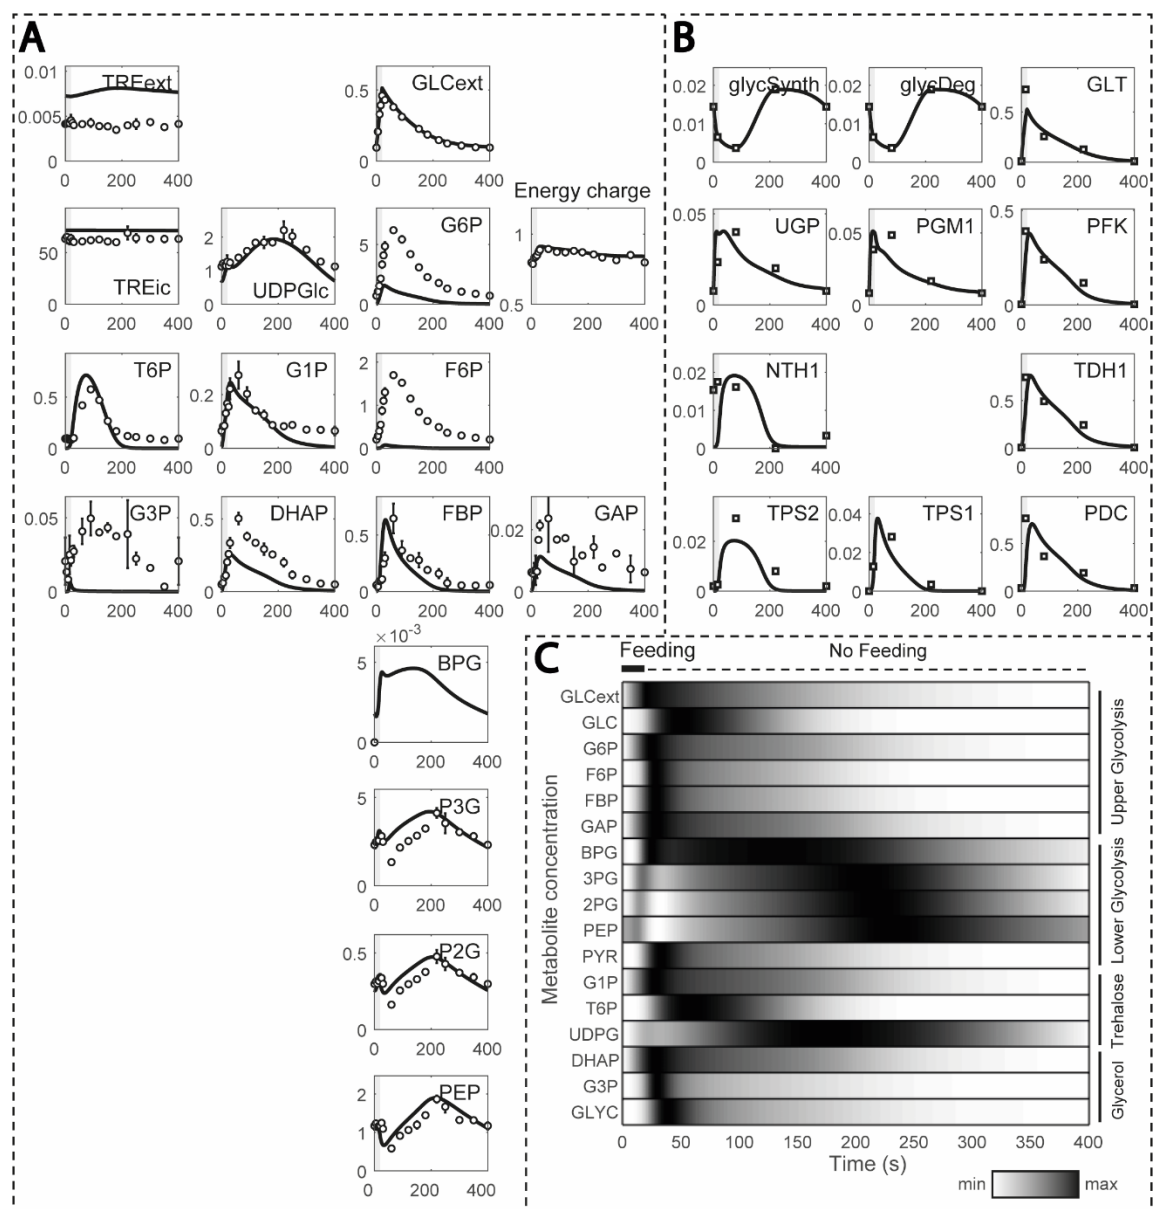 A
TREext
0.01
0.005
0
0 200 400
GLCext
0.5
0
0 200 400
TREic
50
0 200 400
UDPGlc
2
1
0
0 200 400
G6P
5
0
0 200 400
Energy charge
1
0.5
0 200 400
T6P
0.5
0
0 200 400
G1P
0.2
0
0 200 400
F6P
2
1
0
0 200 400
G3P
0.05
0
0 200 400
DHAP
0.5
0
0 200 400
FBP
0.5
0
0 200 400
GAP
0.02
0
0 200 400
× 10⁻³
BPG
5
0
0 200 400
P3G
5
0
0 200 400
P2G
0.5
0
0 200 400
PEP
2
1
0
0 200 400
B
glycSynth
0.02
0.01
0
0 200 400
glycDeg
0.02
0.01
0
0 200 400
GLT
0.5
0
0 200 400
UGP
0.05
0
0 200 400
PGM1
0.05
0
0 200 400
PFK
0.5
0
0 200 400
NTH1
0.02
0.01
0
0 200 400
TDH1
0.5
0
0 200 400
TPS2
0.02
0
0 200 400
TPS1
0.04
0.02
0
0 200 400
PDC
0.5
0
0 200 400
C
Feeding
No Feeding
Metabolite concentration
GLCext
GLC
G6P
F6P
FBP
GAP
BPG
3PG
2PG
PEP
PYR
G1P
T6P
UDPG
DHAP
G3P
GLYC
Upper Glycolysis
Lower Glycolysis
Trehalose
Glycerol
0 50 100 150 200 250 300 350 400
Time (s)
min max